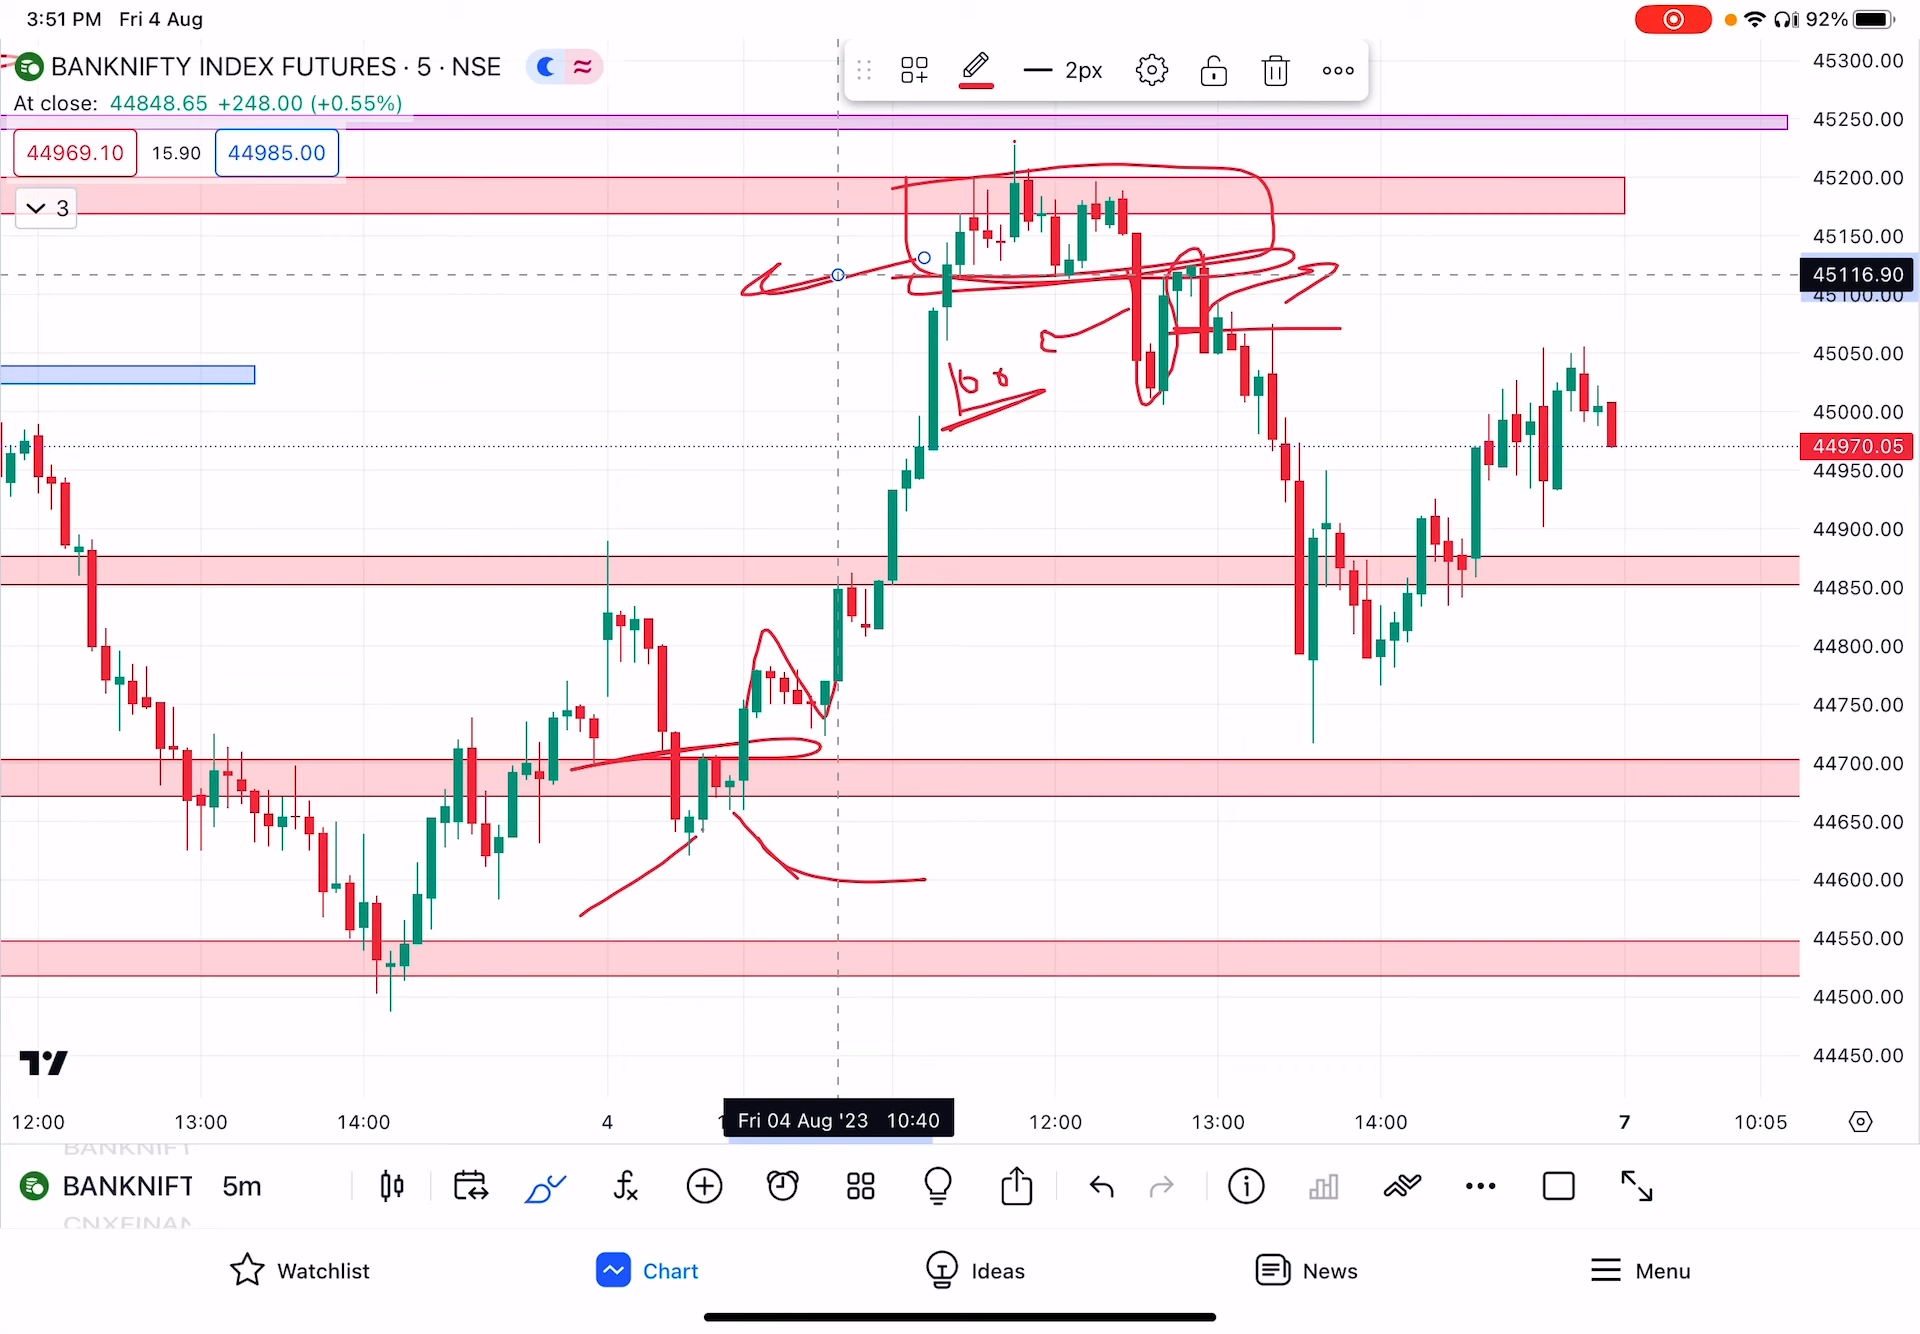 3:51 PM Fri 4 Aug
92%
BANKNIFTY INDEX FUTURES · 5 · NSE
2px
At close: 44848.65 +248.00 (+0.55%)
44969.10 15.90 44985.00
3
45300.00
45250.00
45200.00
45150.00
45116.90
45100.00
45050.00
45000.00
44970.05
44950.00
44900.00
44850.00
44800.00
44750.00
44700.00
44650.00
44600.00
44550.00
44500.00
44450.00
12:00 13:00 14:00 4 Fri 04 Aug '23 10:40 12:00 13:00 14:00 7 10:05
BANKNIFT
BANKNIFT 5m
CNXFINAN
Watchlist Chart Ideas News Menu